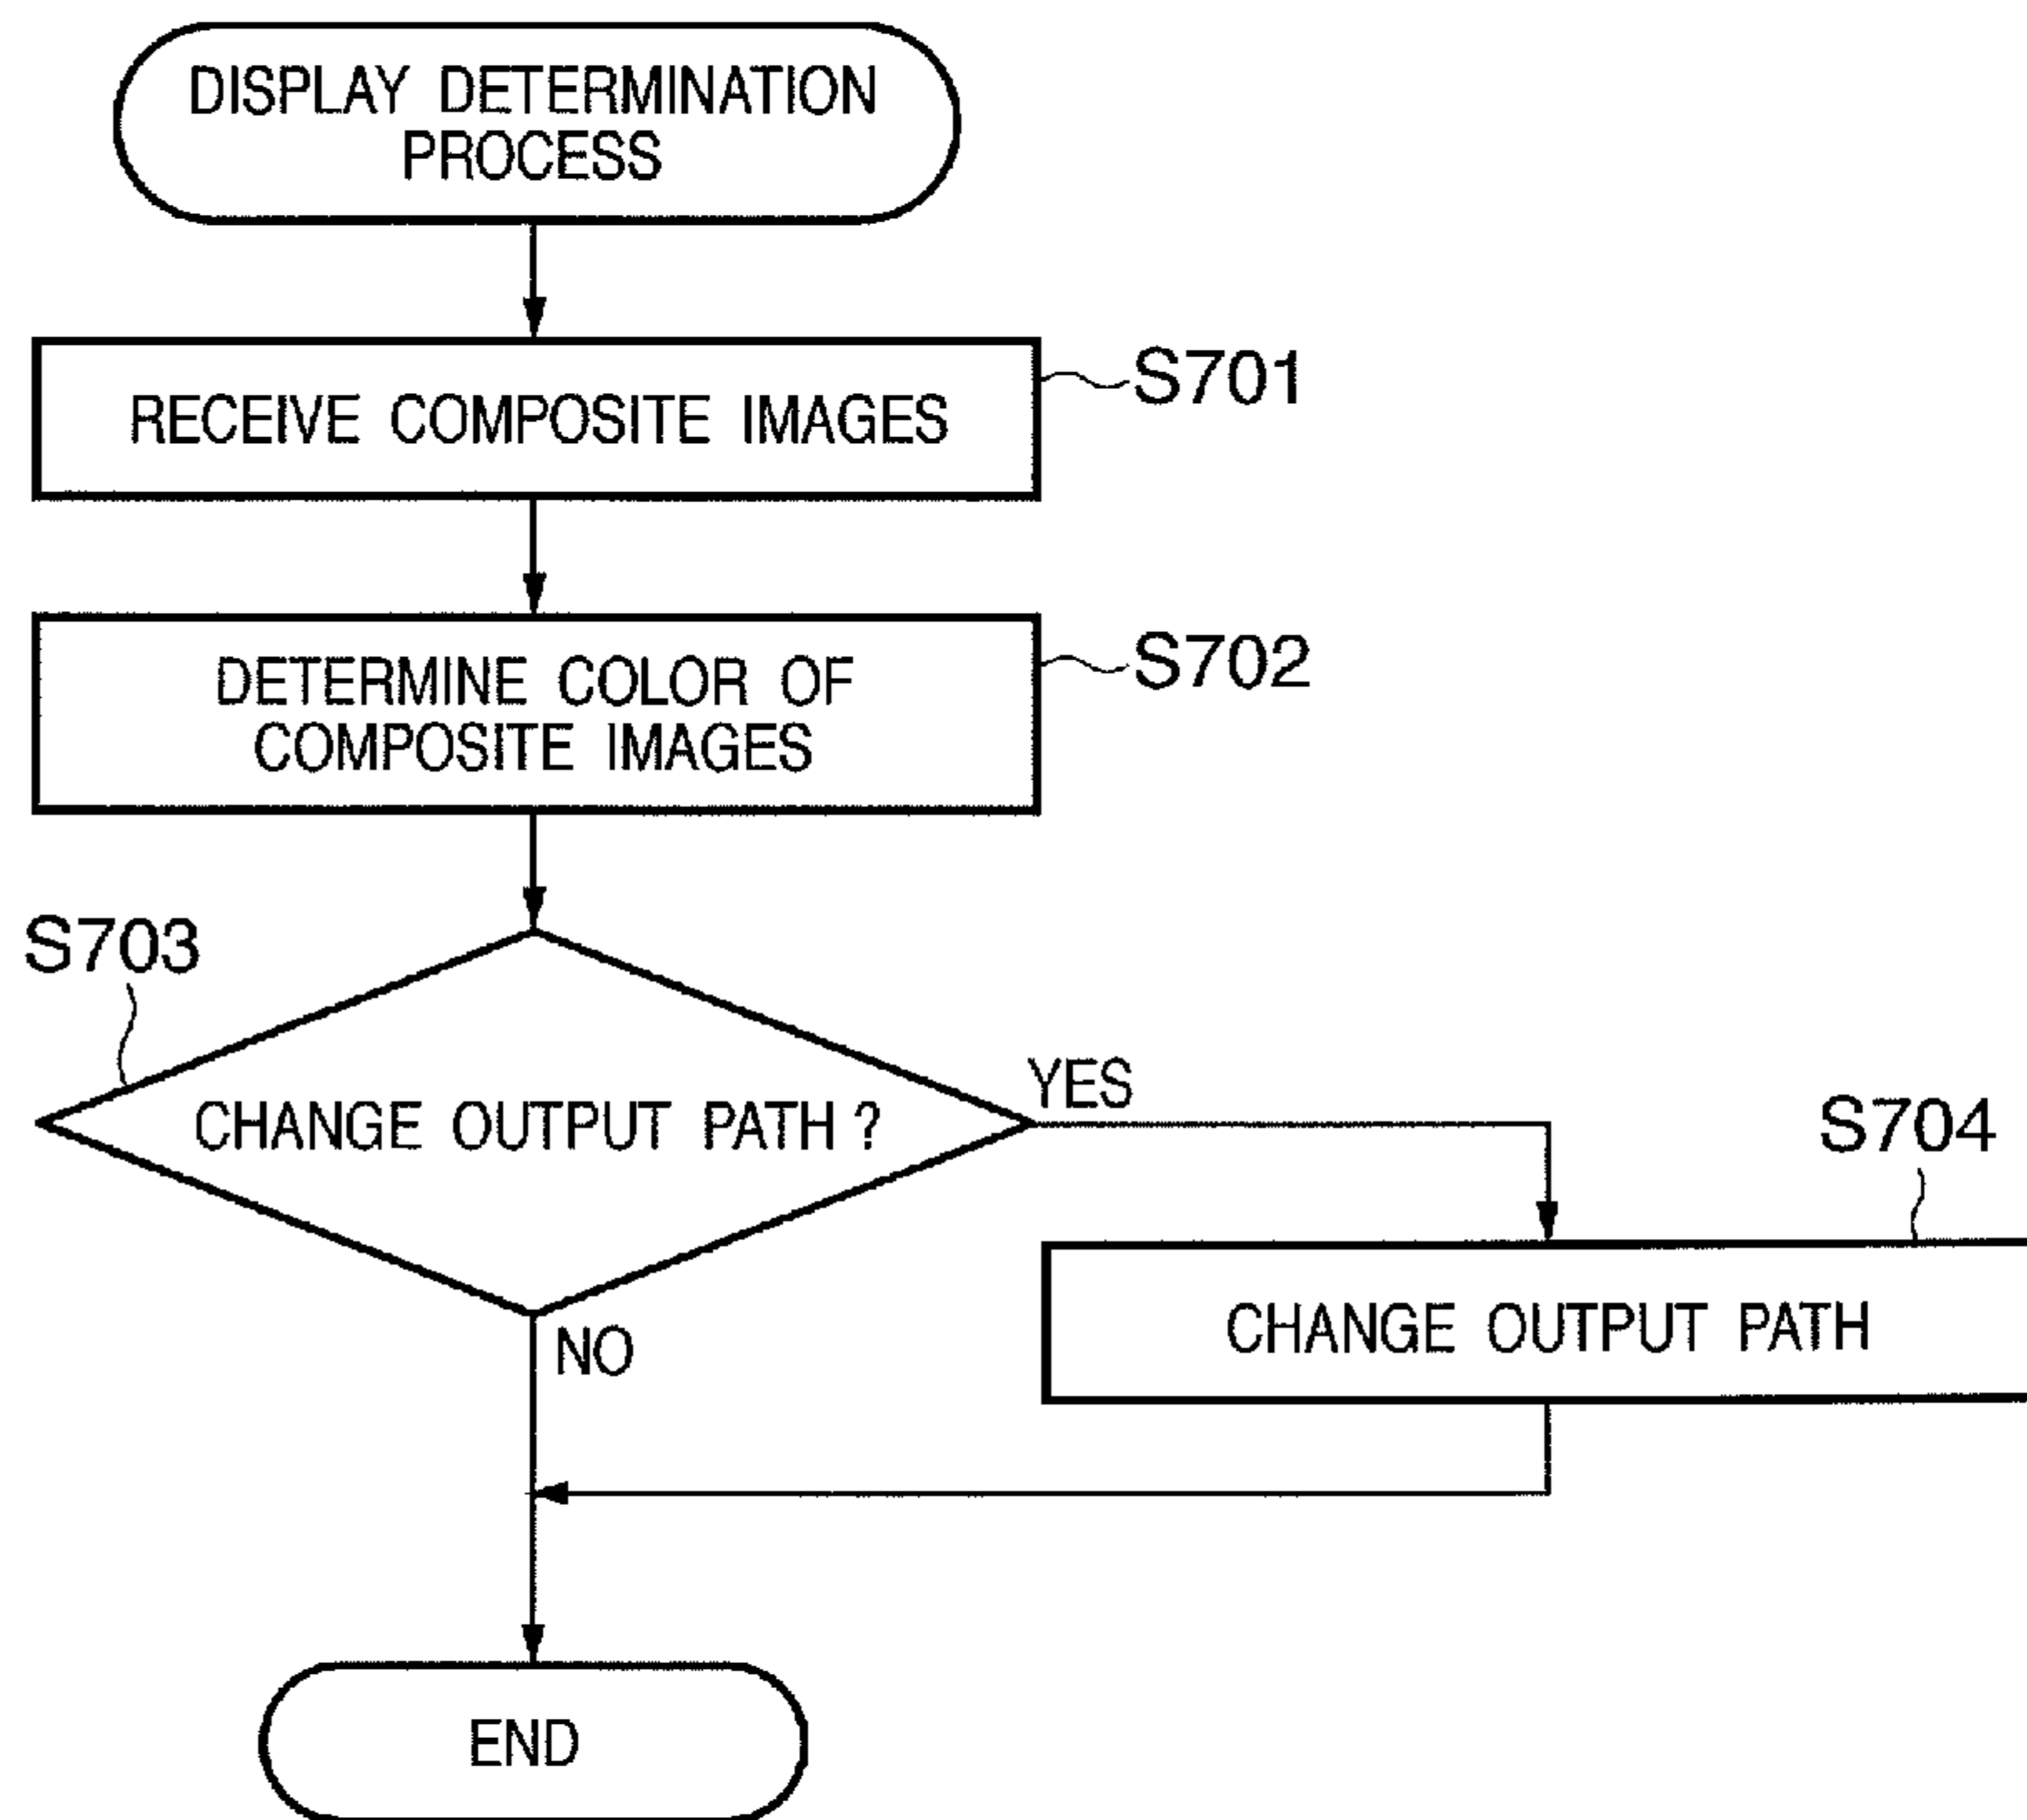 DISPLAY DETERMINATION
PROCESS
RECEIVE COMPOSITE IMAGES
S701
DETERMINE COLOR OF
COMPOSITE IMAGES
S702
S703
CHANGE OUTPUT PATH ?
YES
S704
CHANGE OUTPUT PATH
NO
END